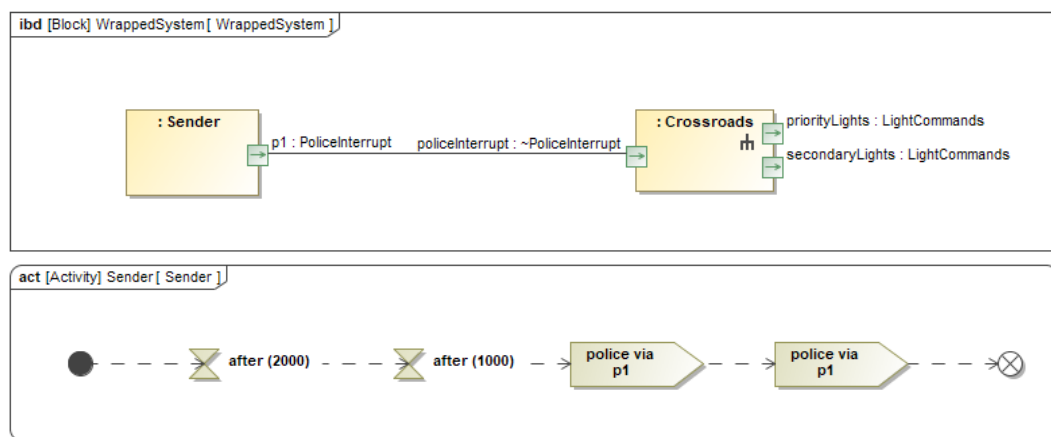 ibd [Block] WrappedSystem[ WrappedSystem ]
: Sender
p1 : PoliceInterrupt
policeInterrupt : ~PoliceInterrupt
: Crossroads
priorityLights : LightCommands
secondaryLights : LightCommands
act [Activity] Sender[ Sender ]
after (2000)
after (1000)
police via
p1
police via
p1